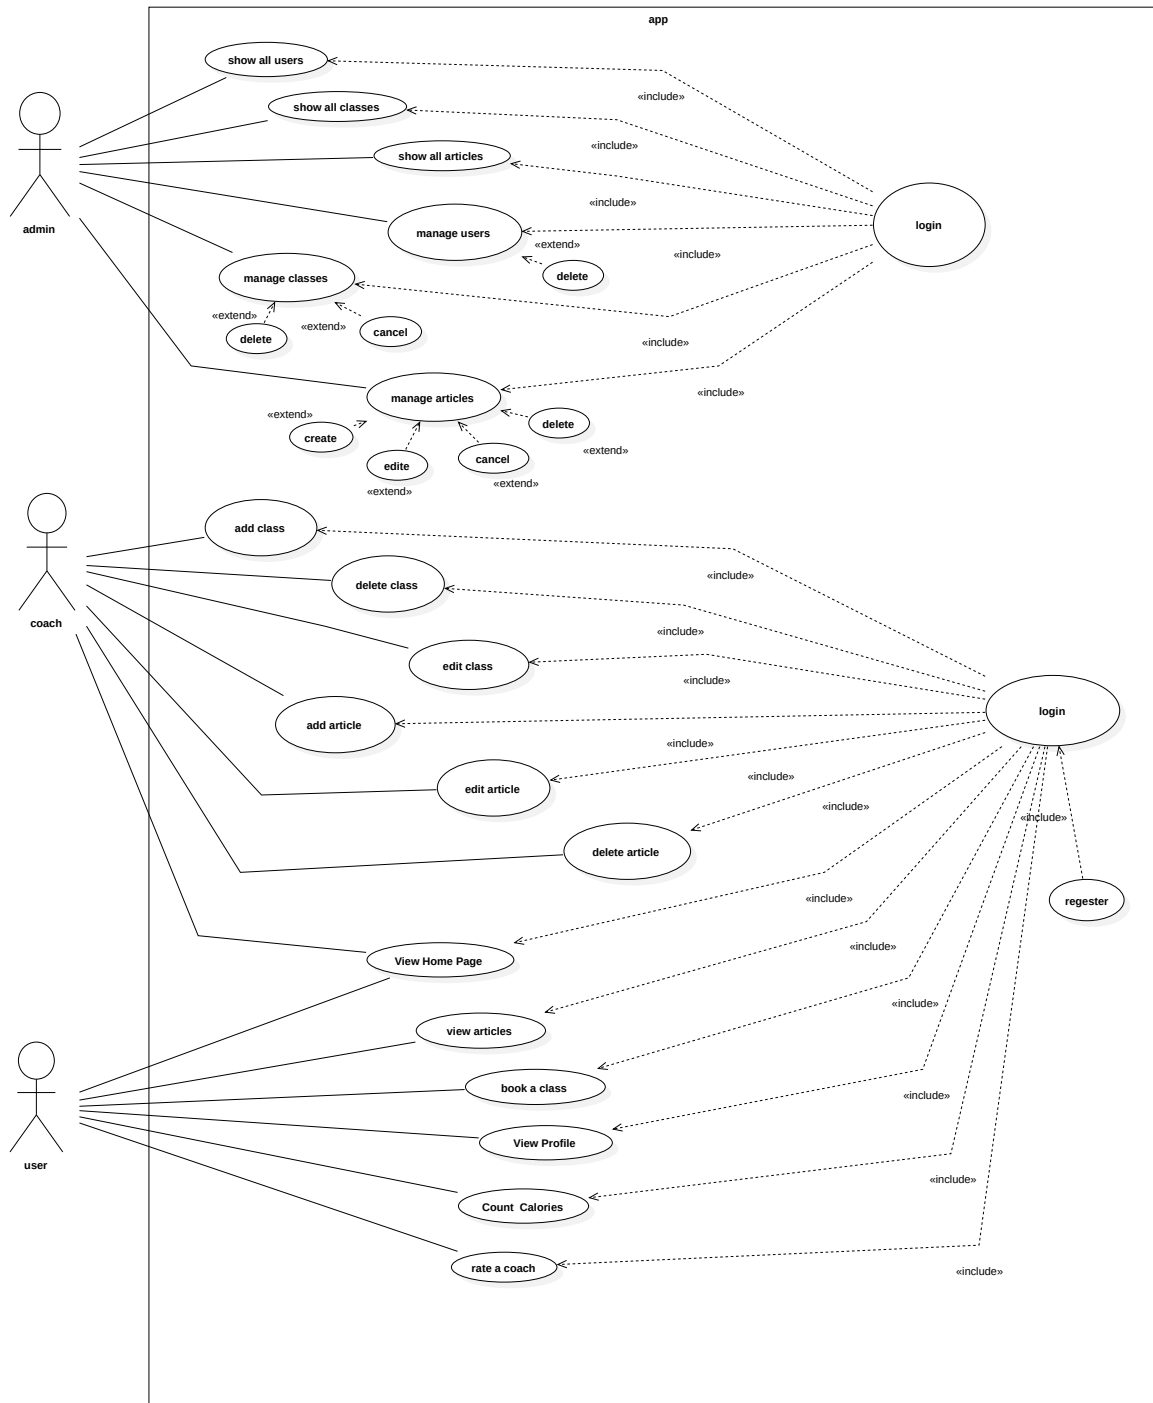 app
show all users
«include»
show all classes
«include»
show all articles
«include»
admin
manage users
login
«extend»
«include»
delete
manage classes
«extend»
«extend»
cancel
delete
«include»
manage articles
«include»
«extend»
create
delete
«extend»
edite
cancel
«extend»
«extend»
add class
«include»
delete class
coach
«include»
edit class
«include»
add article
login
«include»
edit article
«include»
«include»
«include»
delete article
«include»
regester
View Home Page
«include»
view articles
«include»
book a class
«include»
View Profile
user
«include»
Count  Calories
rate a coach
«include»